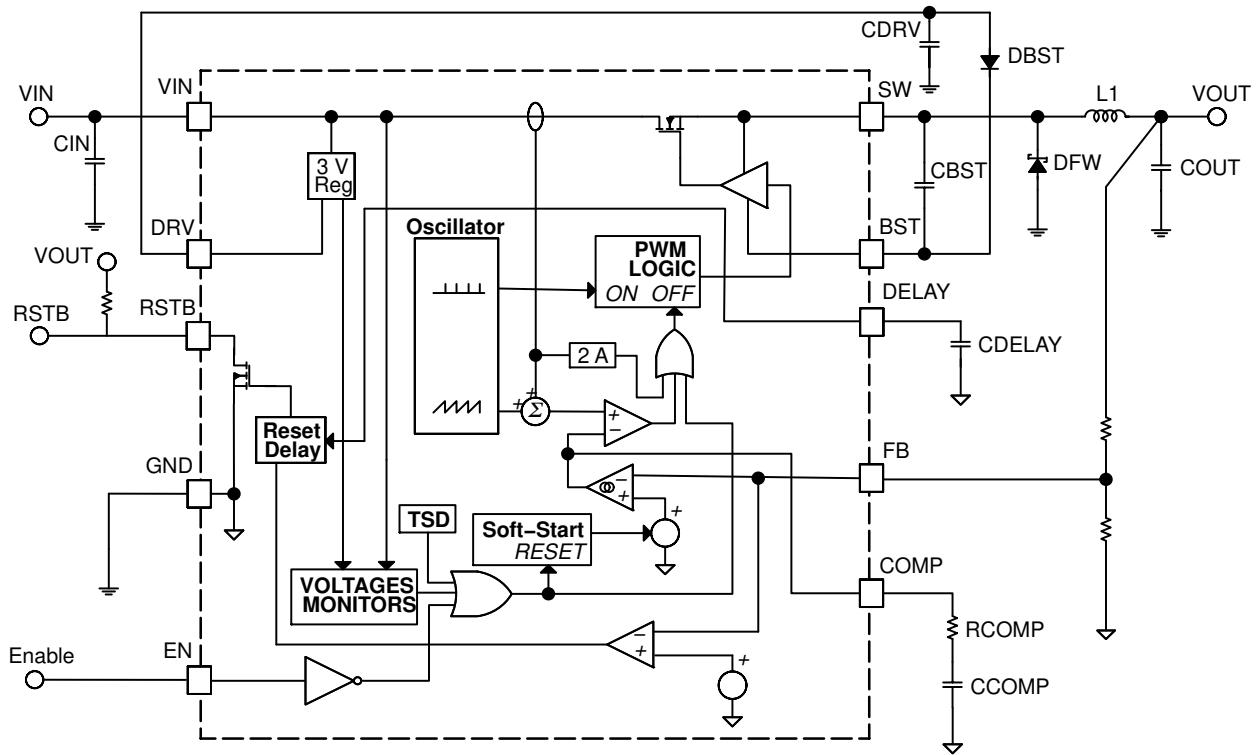 CDRV
DBST
VIN
VIN
SW
L1
VOUT
CIN
3 V
Reg
CBST
DFW
COUT
DRV
Oscillator
BST
VOUT
PWM
LOGIC
ON OFF
RSTB
RSTB
DELAY
2 A
CDELAY
+
+
Σ
+
−
Reset
Delay
GND
FB
−
+
+
TSD
Soft−Start
RESET
COMP
VOLTAGES
MONITORS
RCOMP
Enable
EN
−
+
+
CCOMP